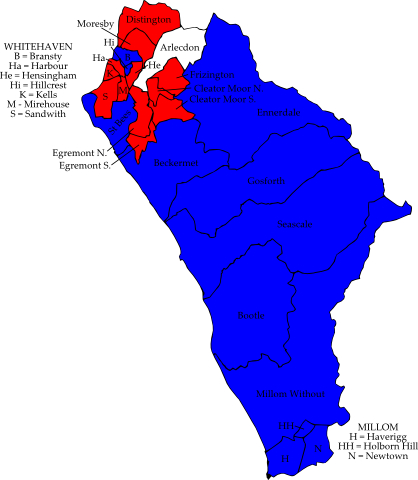 Distington
Moresby
Hi
Arlecdon
WHITEHAVEN
B = Bransty
Ha = Harbour
He = Hensingham
Hi = Hillcrest
K = Kells
M - Mirehouse
S = Sandwith
Ha
B
He
K
M
S
Frizington
Cleator Moor N.
Cleator Moor S.
Ennerdale
St Bees
Egremont N.
Egremont S.
Beckermet
Gosforth
Seascale
Bootle
Millom Without
HH
H
N
MILLOM
H = Haverigg
HH = Holborn Hill
N = Newtown